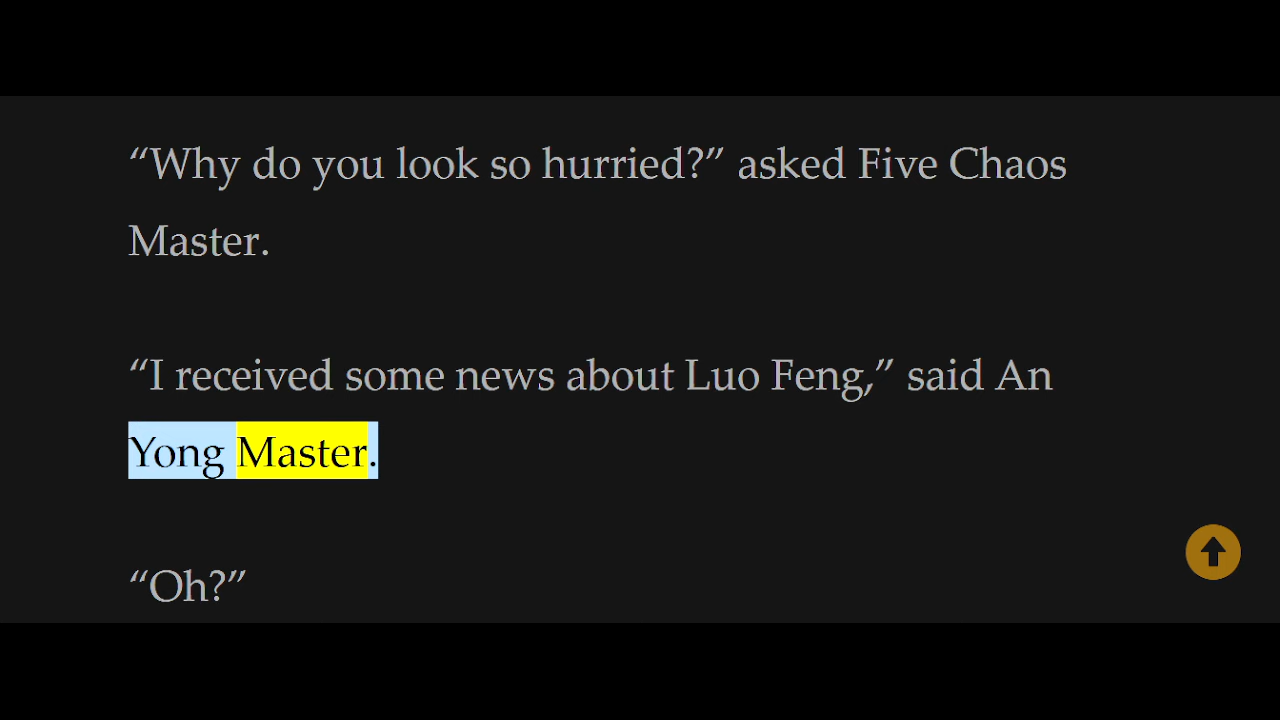 “Why do you look so hurried?” asked Five Chaos
Master.
“I received some news about Luo Feng,” said An
Yong Master.
“Oh?”